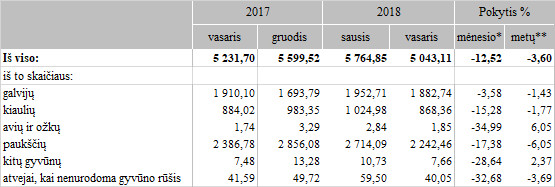 2017 2018 Pokytis %
vasaris gruodis sausis vasaris mėnesio* metų**
Iš viso: 5 231,70 5 599,52 5 764,85 5 043,11 -12,52 -3,60
iš to skaičiaus:
galvijų 1 910,10 1 693,79 1 952,71 1 882,74 -3,58 -1,43
kiaulių 884,02 983,35 1 024,98 868,36 -15,28 -1,77
avių ir ožkų 1,74 3,29 2,84 1,85 -34,99 6,05
paukščių 2 386,78 2 856,08 2 714,09 2 242,46 -17,38 -6,05
kitų gyvūnų 7,48 13,28 10,73 7,66 -28,64 2,37
atvejai, kai nenurodoma gyvūno rūšis 41,59 49,72 59,50 40,05 -32,68 -3,69